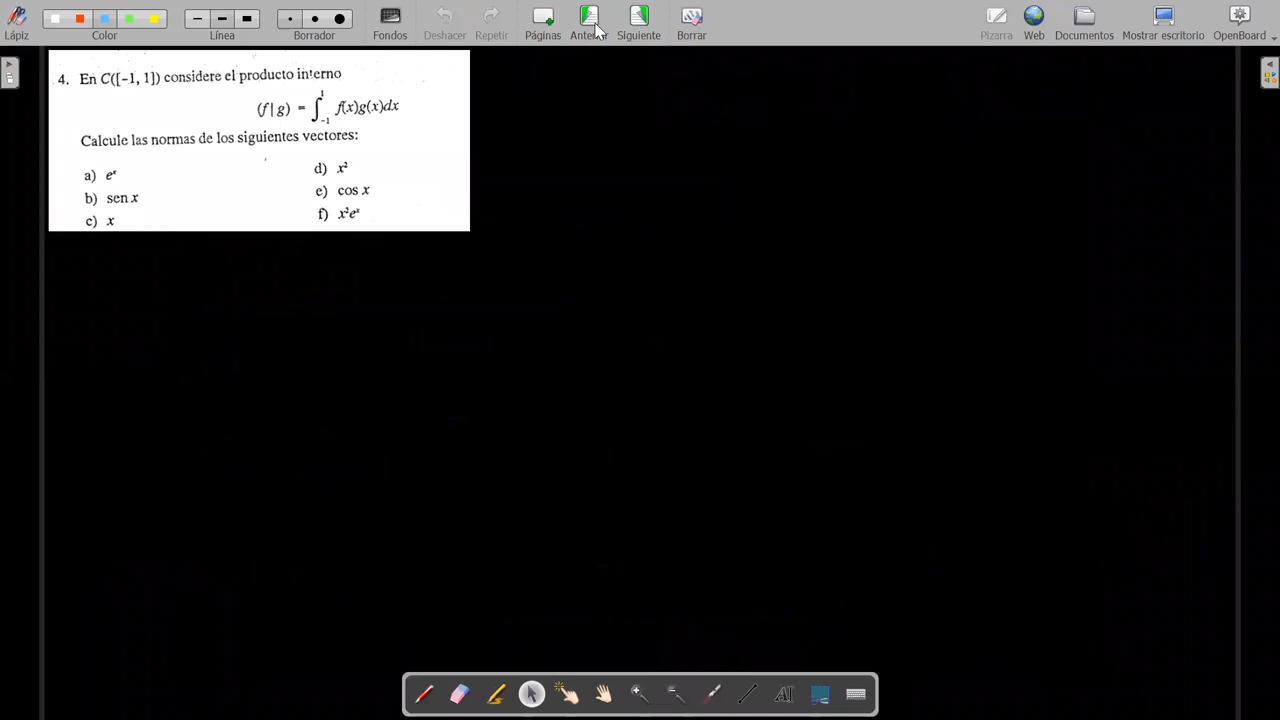 Lápiz Color Línea Borrador Fondos Deshacer Repetir Páginas Anterior Siguiente Borrar Pizarra Web Documentos Mostrar escritorio OpenBoard
4. En C([−1, 1]) considere el producto interno
(f | g) = ∫₋₁¹ f(x)g(x)dx
Calcule las normas de los siguientes vectores:
a) eˣ
b) sen x
c) x
d) x²
e) cos x
f) x²eˣ
AI